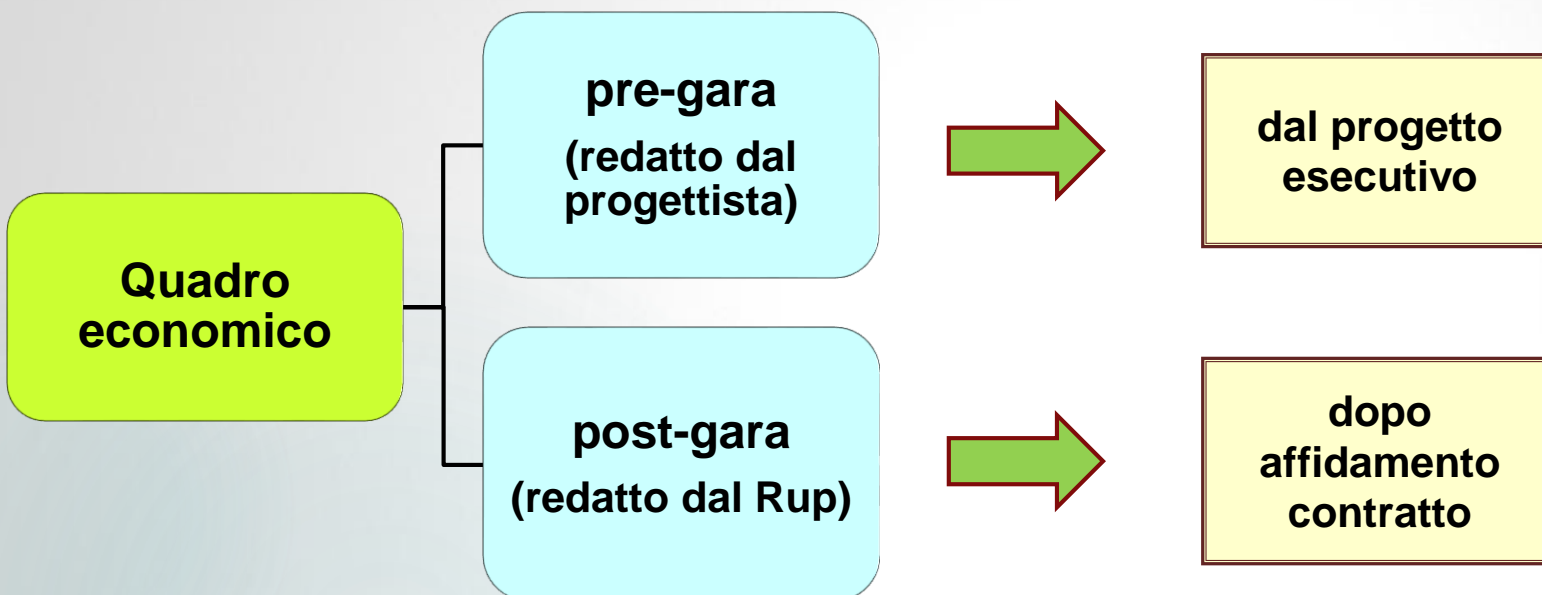 Quadro
economico
pre-gara
(redatto dal
progettista)
dal progetto
esecutivo
post-gara
(redatto dal Rup)
dopo
affidamento
contratto